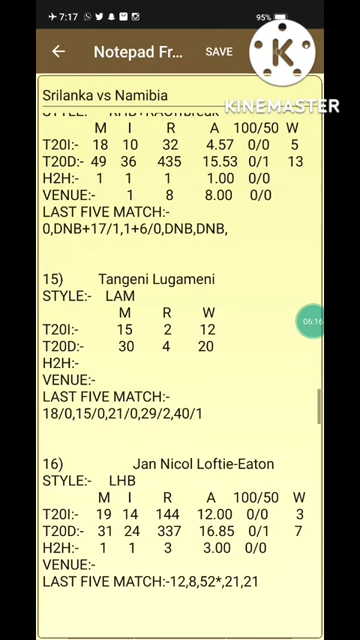 7:17
95%
Notepad Fr...
SAVE
K
KINEMASTER
Srilanka vs Namibia
M I R A 100/50 W
T20I:- 18 10 32 4.57 0/0 5
T20D:- 49 36 435 15.53 0/1 13
H2H:- 1 1 1 1.00 0/0
VENUE:- 1 8 8.00 0/0
LAST FIVE MATCH:-
0,DNB+17/1,1+6/0,DNB,DNB,
15) Tangeni Lugameni
STYLE:- LAM
M R W
T20I:- 15 2 12
T20D:- 30 4 20
H2H:-
VENUE:-
LAST FIVE MATCH:-
18/0,15/0,21/0,29/2,40/1
06:16
16) Jan Nicol Loftie-Eaton
STYLE:- LHB
M I R A 100/50 W
T20I:- 19 14 144 12.00 0/0 3
T20D:- 31 24 337 16.85 0/1 7
H2H:- 1 1 3 3.00 0/0
VENUE:-
LAST FIVE MATCH:-12,8,52*,21,21